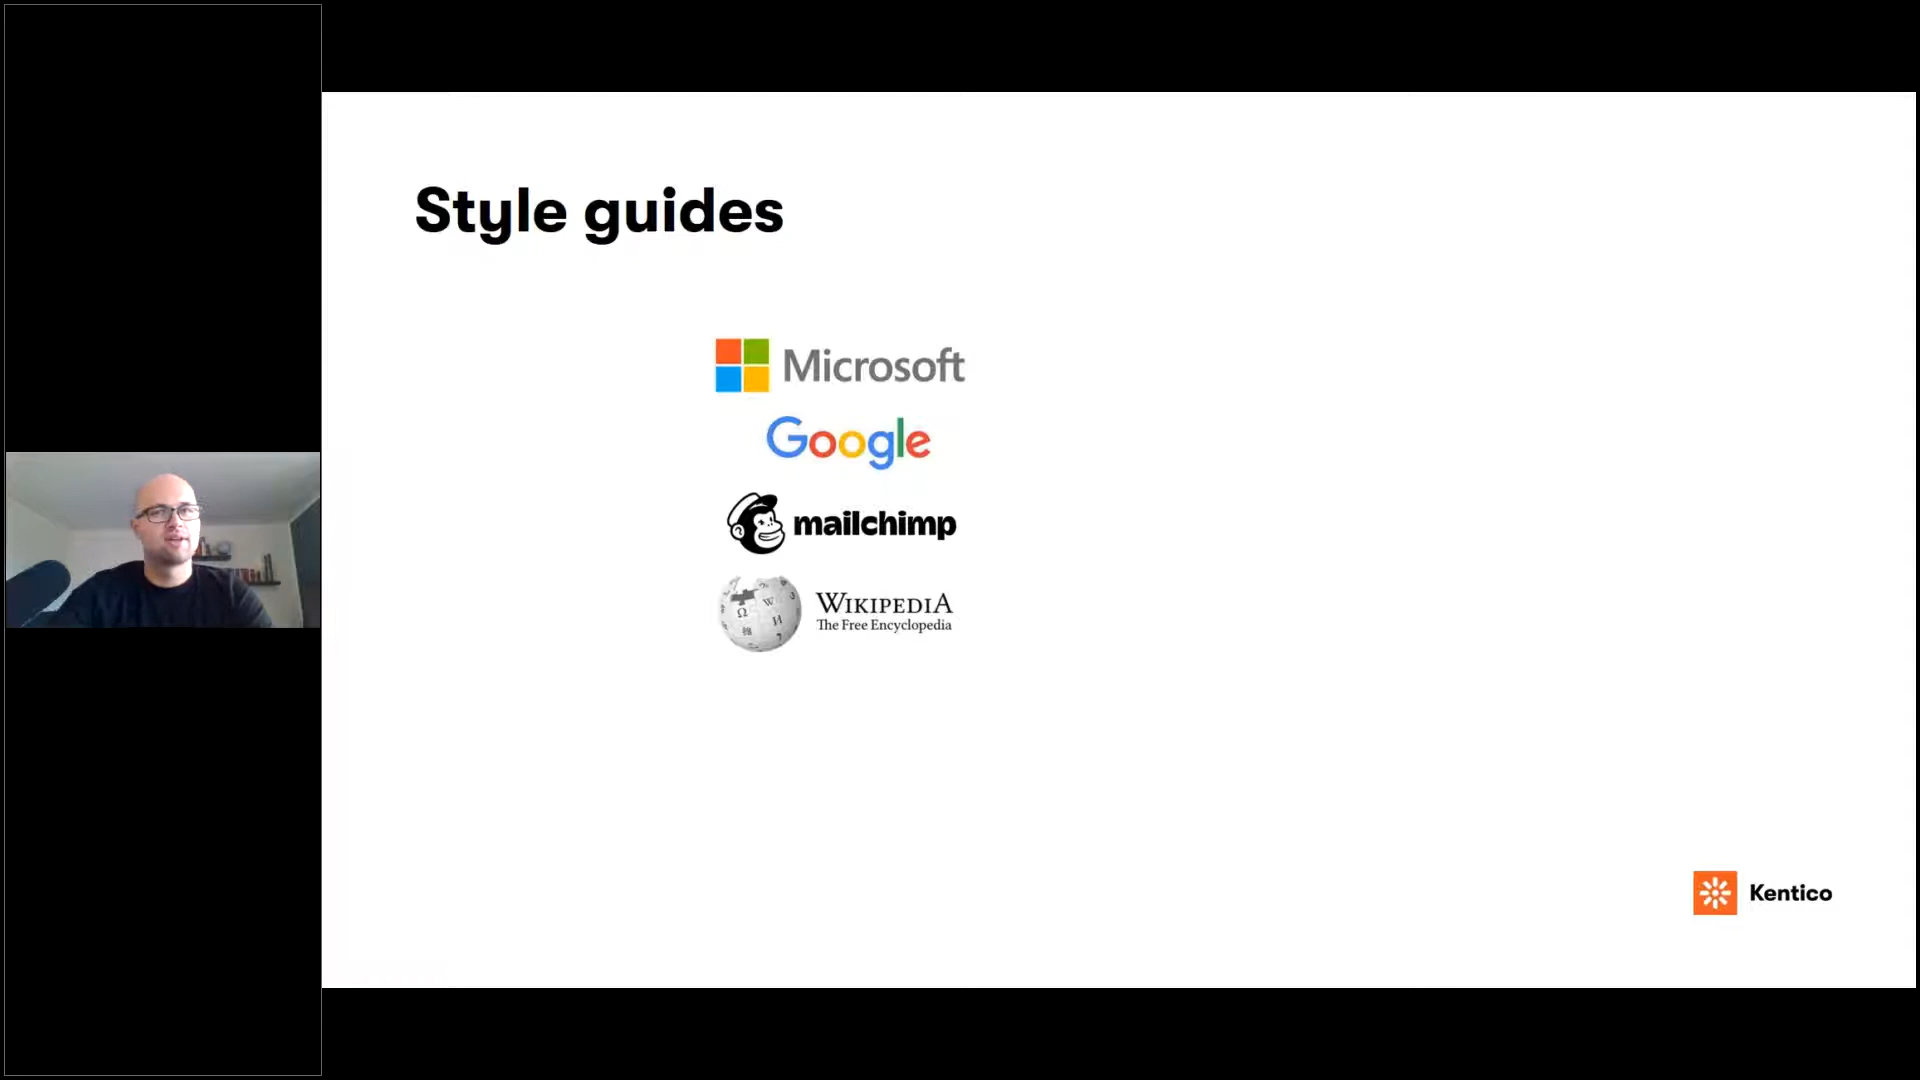 Style guides
Microsoft
Google
mailchimp
WIKIPEDIA
The Free Encyclopedia
Kentico